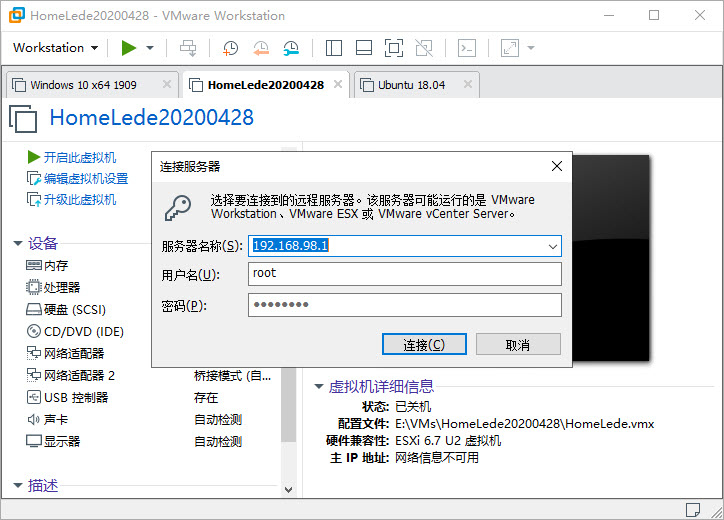 HomeLede20200428 - VMware Workstation
Workstation
Windows 10 x64 1909
HomeLede20200428
Ubuntu 18.04
HomeLede20200428
开启此虚拟机
编辑虚拟机设置
升级此虚拟机
连接服务器
选择要连接到的远程服务器。该服务器可能运行的是 VMware
Workstation、VMware ESX 或 VMware vCenter Server。
服务器名称(S): 192.168.98.1
用户名(U): root
密码(P): ●●●●●●●●
连接(C)
取消
设备
内存
处理器
硬盘 (SCSI)
CD/DVD (IDE)
网络适配器
网络适配器 2 桥接模式 (自...
USB 控制器 存在
声卡 自动检测
显示器 自动检测
描述
虚拟机详细信息
状态: 已关机
配置文件: E:\VMs\HomeLede20200428\HomeLede.vmx
硬件兼容性: ESXi 6.7 U2 虚拟机
主 IP 地址: 网络信息不可用